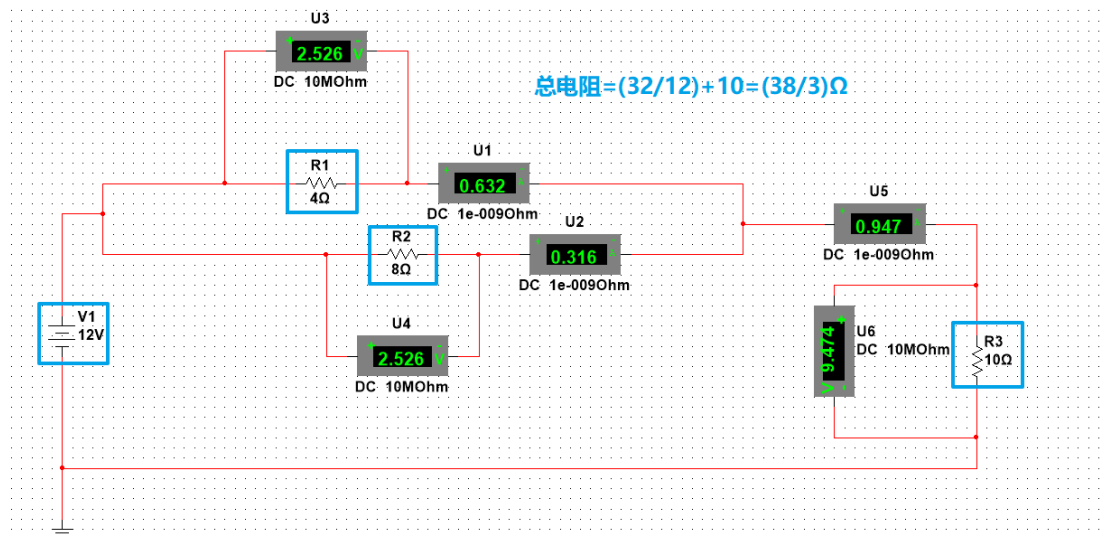 U3
2.526
V
DC 10MOhm
总电阻=(32/12)+10=(38/3)Ω
R1
4Ω
U1
0.632
DC 1e-009Ohm
U5
0.947
DC 1e-009Ohm
R2
8Ω
U2
0.316
DC 1e-009Ohm
V1
12V
U4
2.526
V
DC 10MOhm
U6
DC 10MOhm
9.474
V
R3
10Ω